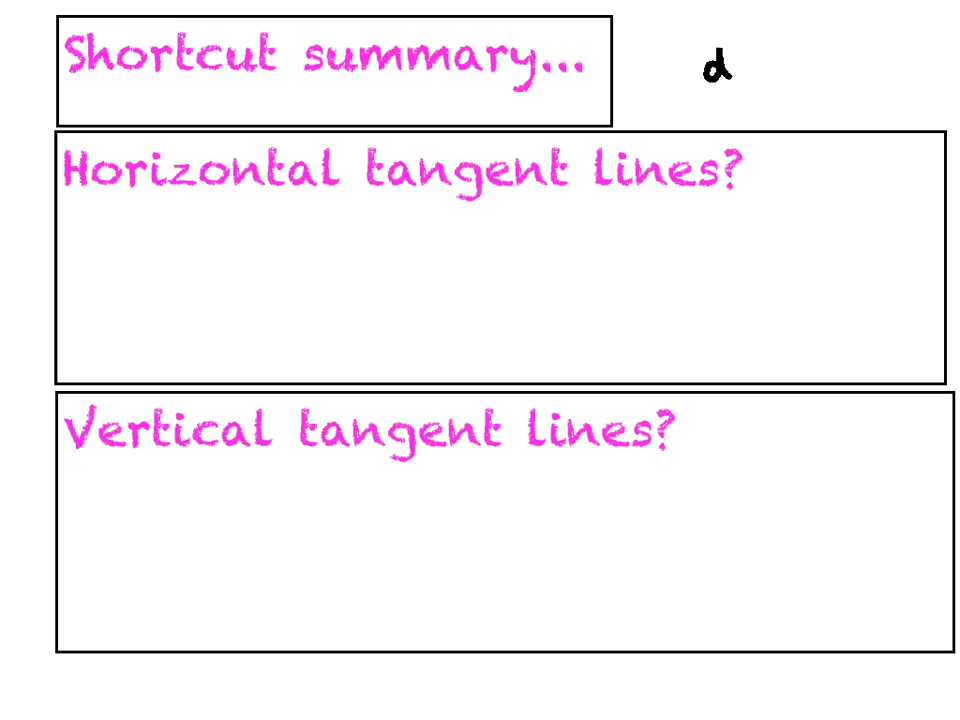 Shortcut summary... d
Horizontal tangent lines?
Vertical tangent lines?